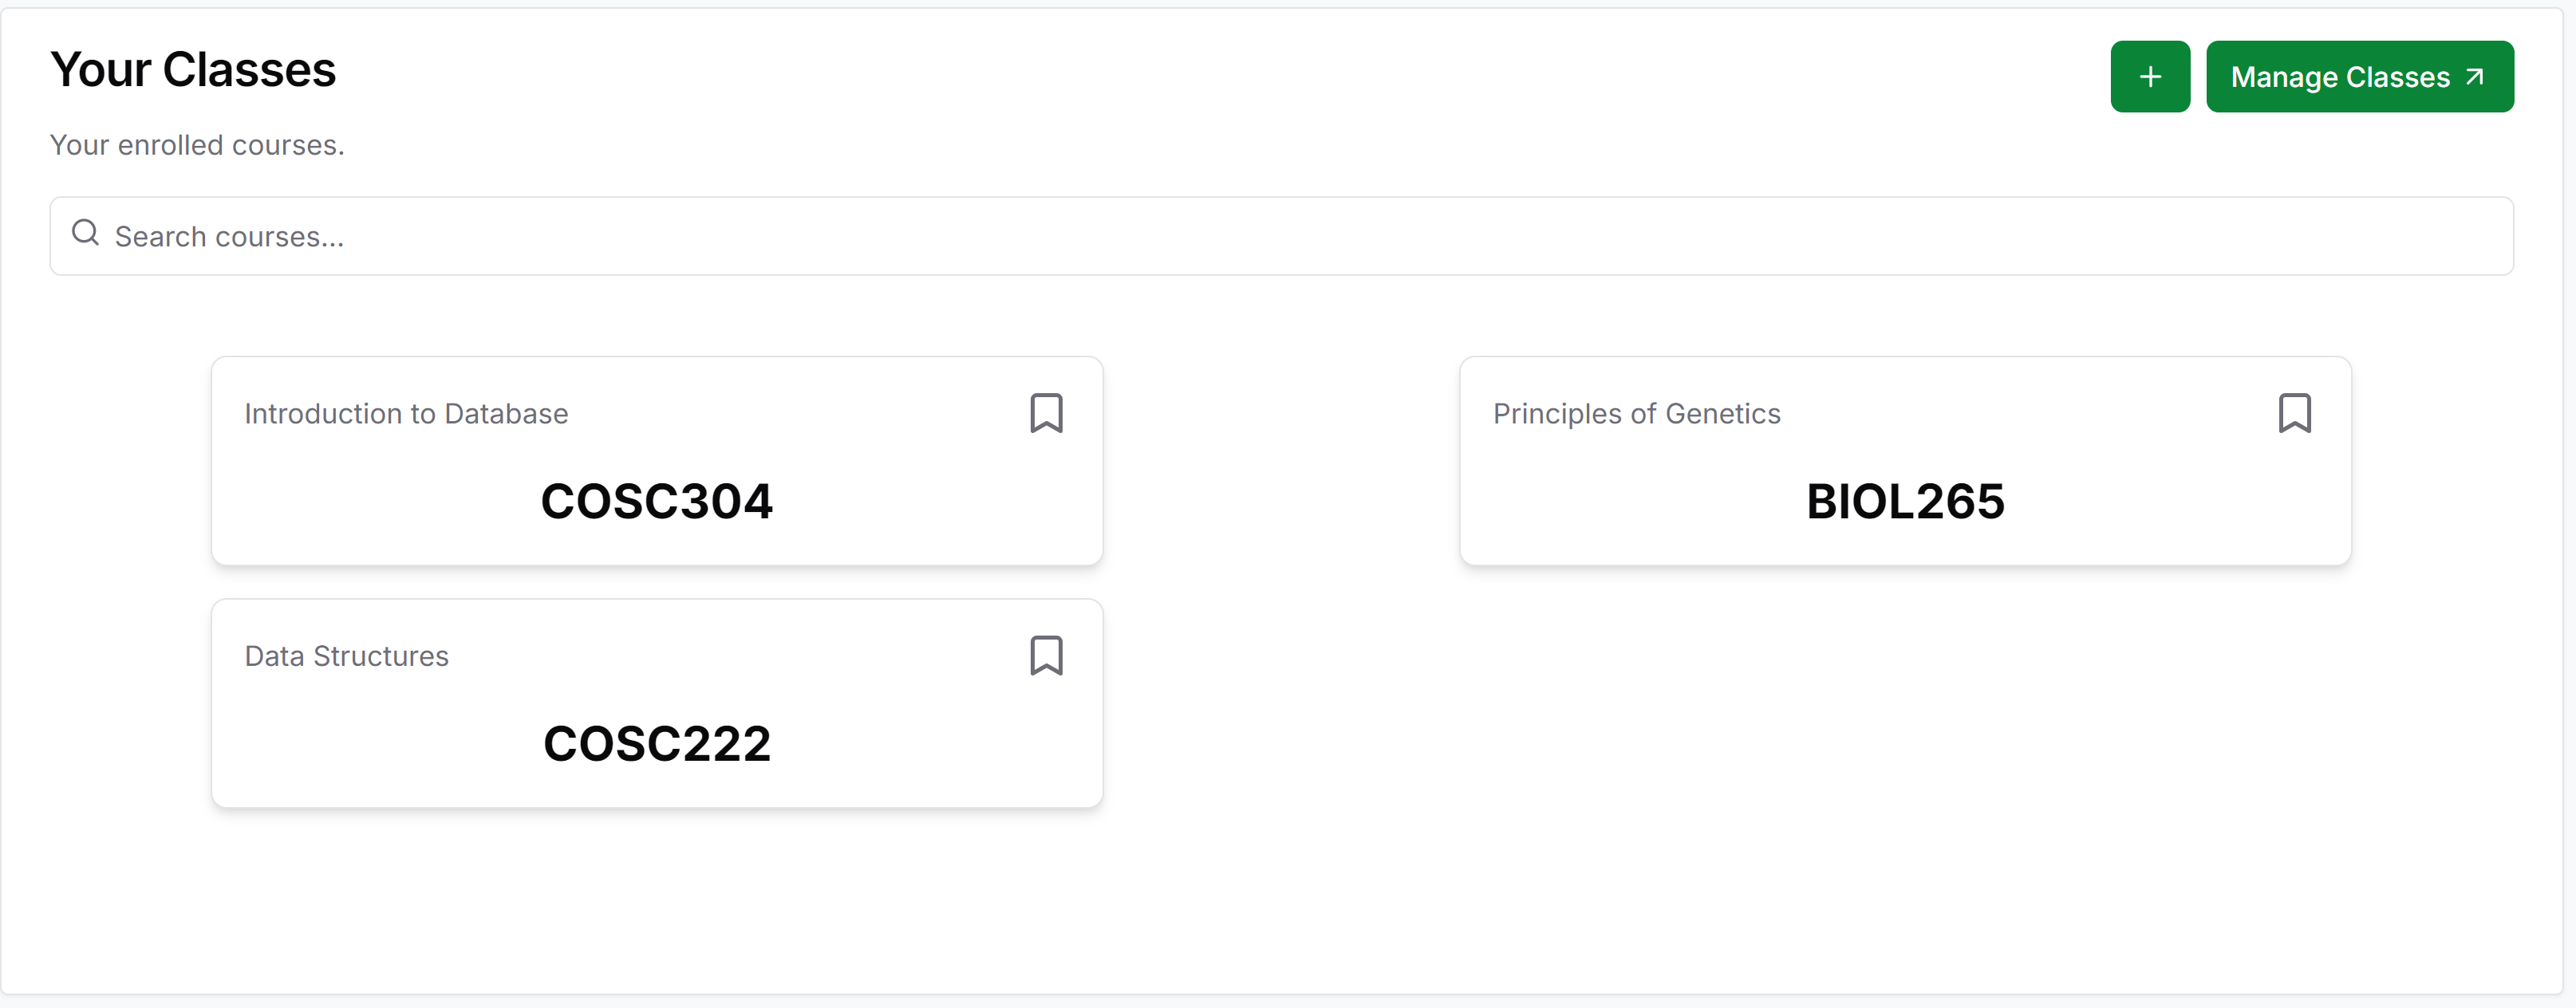 Your Classes
Manage Classes
Your enrolled courses.
Search courses...
Introduction to Database
COSC304
Principles of Genetics
BIOL265
Data Structures
COSC222